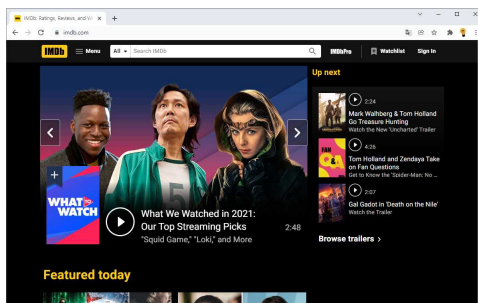 IMDb: Ratings, Reviews, and Wh
imdb.com
IMDb
Menu
All
Search IMDb
IMDbPro
Watchlist
Sign In
Up next
2:24
Mark Wahlberg & Tom Holland
Go Treasure Hunting
Watch the New 'Uncharted' Trailer
4:26
Tom Holland and Zendaya Take
on Fan Questions
Get to Know the 'Spider-Man: No ...
2:07
Gal Gadot in 'Death on the Nile'
Watch the Trailer
Browse trailers
FAN
Q&A
WHAT TO
WATCH
What We Watched in 2021:
Our Top Streaming Picks
"Squid Game," "Loki," and More
2:48
Featured today